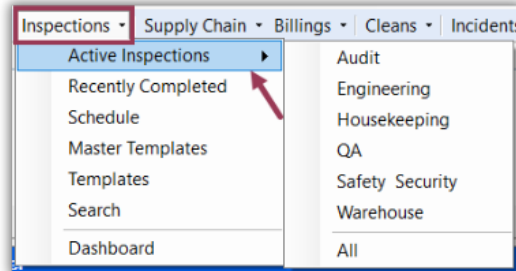 Inspections Supply Chain Billings Cleans Incidents
Active Inspections
Recently Completed
Schedule
Master Templates
Templates
Search
Dashboard
Audit
Engineering
Housekeeping
QA
Safety Security
Warehouse
All